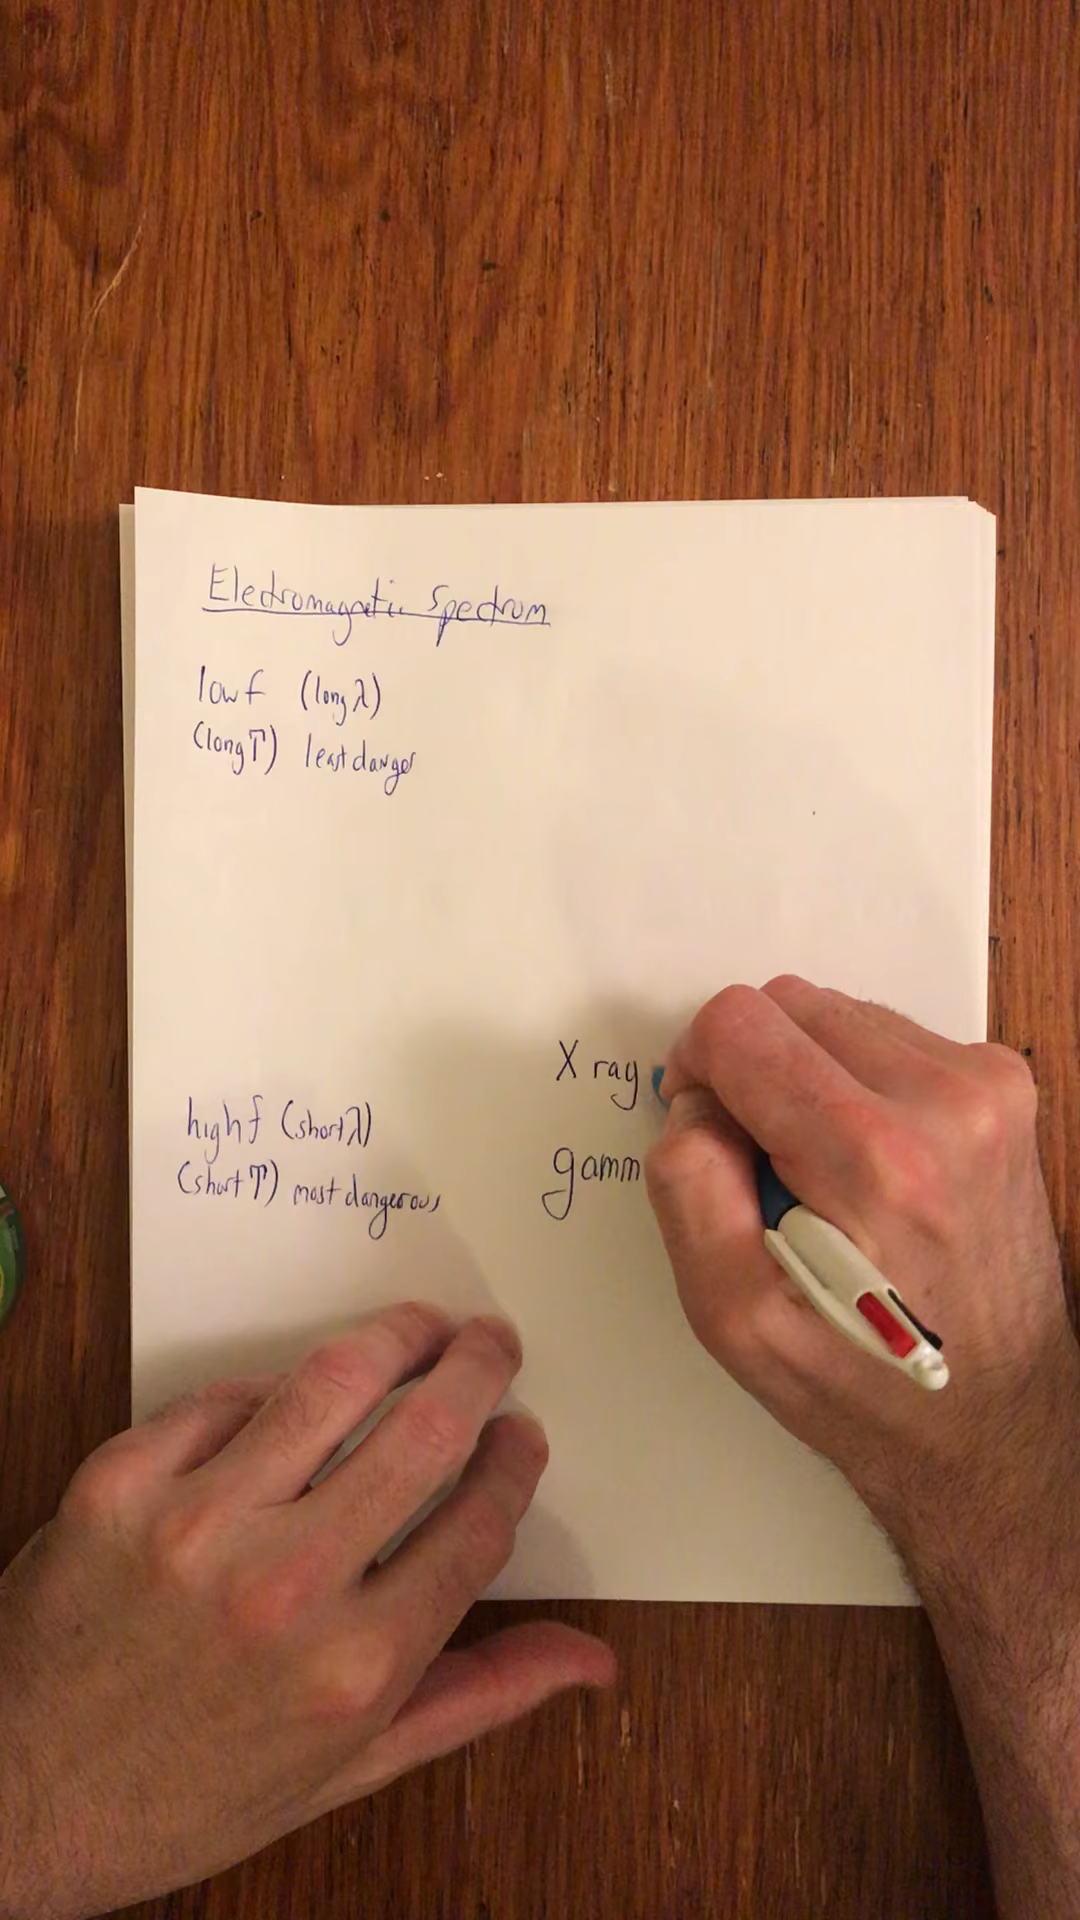 Electromagnetic Spectrum
low f (long λ)
(long T) least danger
X ray
high f (short λ)
gamm
(short T) most dangerous